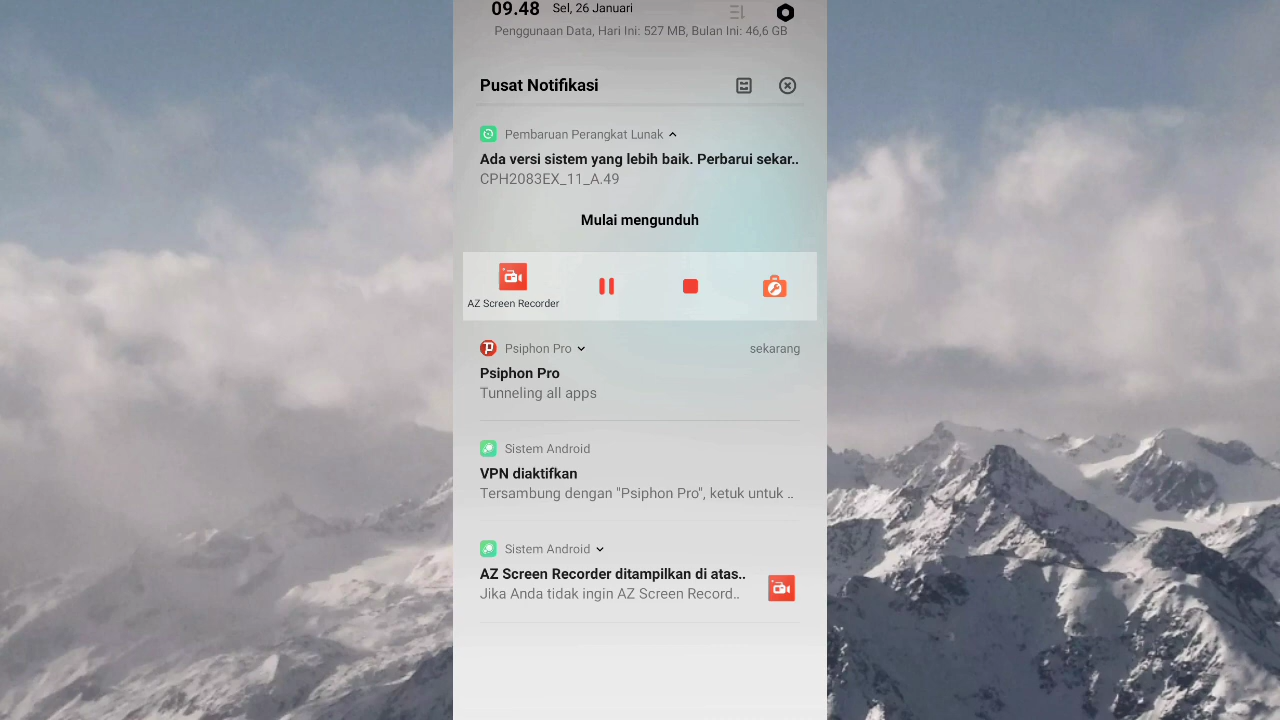 09.48 Sel, 26 Januari
Penggunaan Data, Hari Ini: 527 MB, Bulan Ini: 46,6 GB
Pusat Notifikasi
Pembaruan Perangkat Lunak
Ada versi sistem yang lebih baik. Perbarui sekar..
CPH2083EX_11_A.49
Mulai mengunduh
AZ Screen Recorder
Psiphon Pro sekarang
Psiphon Pro
Tunneling all apps
Sistem Android
VPN diaktifkan
Tersambung dengan "Psiphon Pro", ketuk untuk ..
Sistem Android
AZ Screen Recorder ditampilkan di atas..
Jika Anda tidak ingin AZ Screen Record..